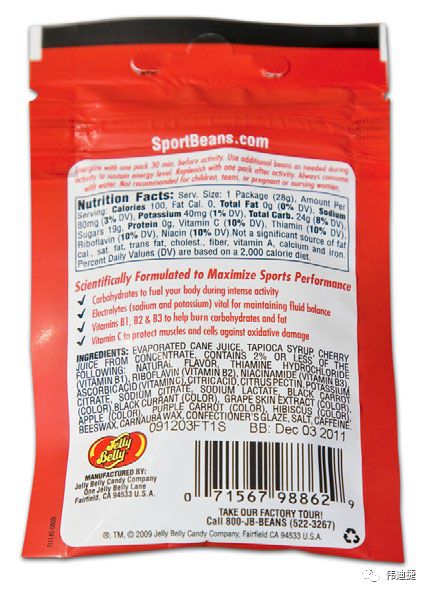 SportBeans.com
Energize with one pack 30 min. before activity. Use additional beans as needed during
activity to sustain energy level. Replenish with one pack after activity. Always consume
with water. Not recommended for children, teens, or pregnant or nursing women.
Nutrition Facts: Serv. Size: 1 Package (28g), Amount Per
Serving: Calories 100, Fat Cal. 0, Total Fat 0g (0% DV), Sodium
80mg (3% DV), Potassium 40mg (1% DV), Total Carb. 24g (8% DV),
Sugars 19g, Protein 0g, Vitamin C (10% DV), Thiamin (10% DV),
Riboflavin (10% DV), Niacin (10% DV) Not a significant source of fat
cal., sat. fat, trans fat, cholest., fiber, vitamin A, calcium and iron.
Percent Daily Values (DV) are based on a 2,000 calorie diet.
Scientifically Formulated to Maximize Sports Performance
✓ Carbohydrates to fuel your body during intense activity
✓ Electrolytes (sodium and potassium) vital for maintaining fluid balance
✓ Vitamins B1, B2 & B3 to help burn carbohydrates and fat
✓ Vitamin C to protect muscles and cells against oxidative damage
INGREDIENTS: EVAPORATED CANE JUICE, TAPIOCA SYRUP, CHERRY
JUICE FROM CONCENTRATE, CONTAINS 2% OR LESS OF THE
FOLLOWING: NATURAL FLAVOR, THIAMINE HYDROCHLORIDE
(VITAMIN B1), RIBOFLAVIN (VITAMIN B2), NIACINAMIDE (VITAMIN B3),
ASCORBIC ACID (VITAMIN C), CITRIC ACID, CITRUS PECTIN, POTASSIUM
CITRATE, SODIUM CITRATE, SODIUM LACTATE, BLACK CARROT
(COLOR), BLACK CURRANT (COLOR), GRAPE SKIN EXTRACT (COLOR),
APPLE (COLOR), PURPLE CARROT (COLOR), HIBISCUS (COLOR),
BEESWAX, CARNAUBA WAX, CONFECTIONER'S GLAZE, SALT, CAFFEINE.
091203FT1S BB: Dec 03 2011
Jelly Belly
MANUFACTURED BY:
Jelly Belly Candy Company
One Jelly Belly Lane
Fairfield, CA 94533 U.S.A.
0 71567 98862 9
TAKE OUR FACTORY TOUR!
Call 800-JB-BEANS (522-3267)
®, TM, © 2009 Jelly Belly Candy Company, Fairfield, CA 94533 U.S.A.
伟迪捷